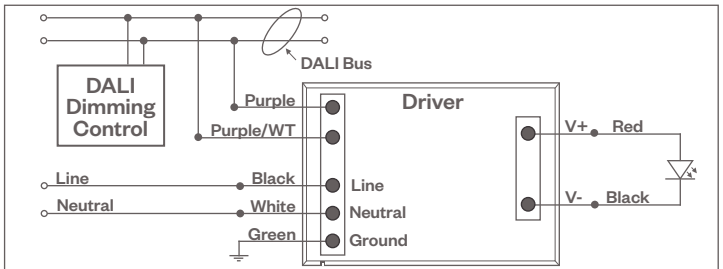 DALI Bus
DALI
Dimming
Control
Driver
Purple
Purple/WT
Line
Black
Line
Neutral
White
Neutral
Green
Ground
V+
Red
V-
Black